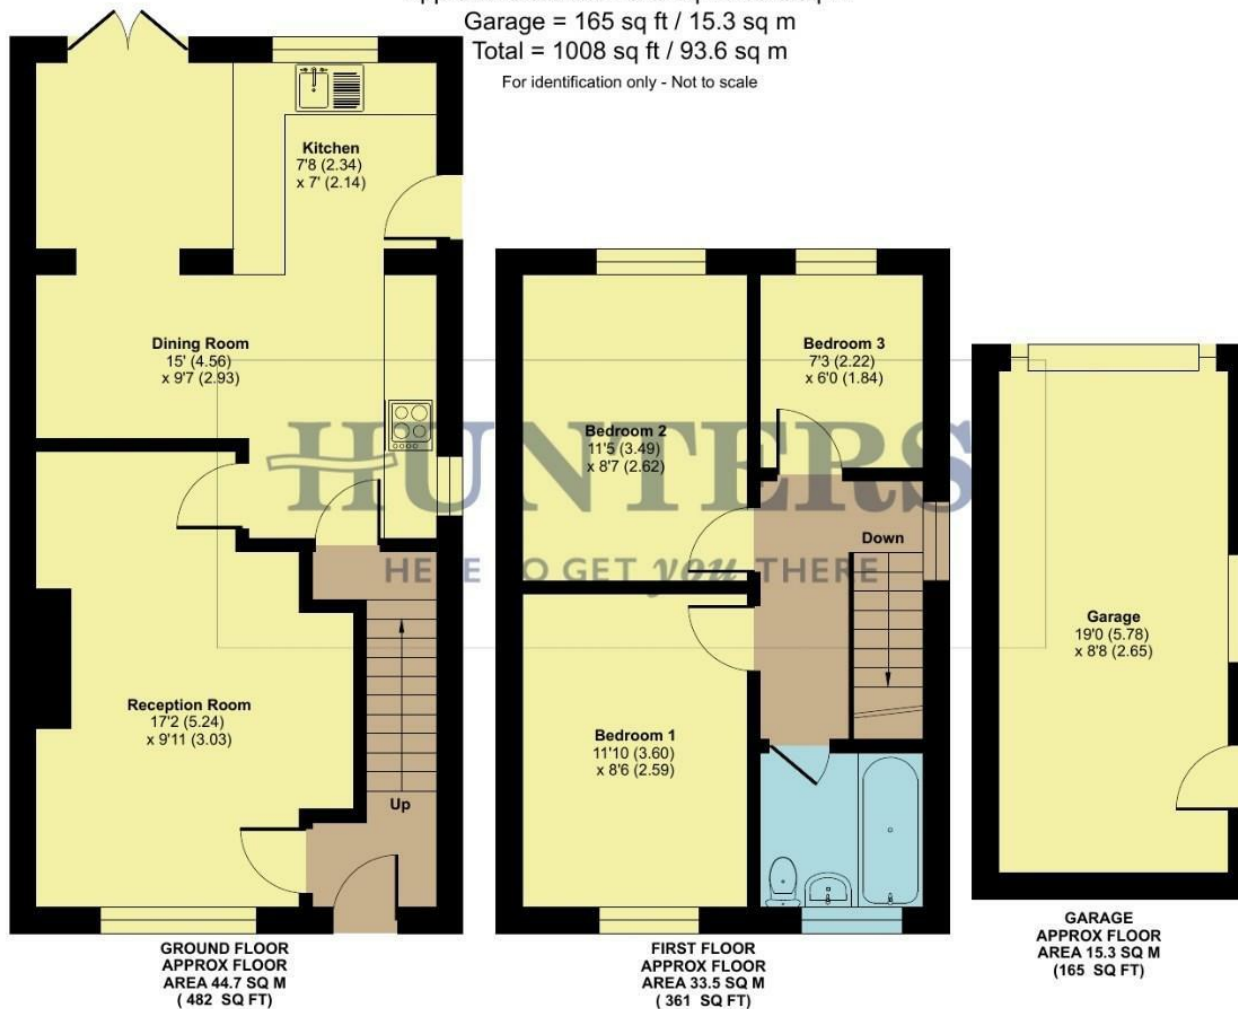 Garage = 165 sq ft / 15.3 sq m
Total = 1008 sq ft / 93.6 sq m
For identification only - Not to scale
Kitchen
7'8 (2.34)
x 7' (2.14)
Dining Room
15' (4.56)
x 9'7 (2.93)
Reception Room
17'2 (5.24)
x 9'11 (3.03)
Up
GROUND FLOOR
APPROX FLOOR
AREA 44.7 SQ M
( 482 SQ FT)
Bedroom 2
11'5 (3.49)
x 8'7 (2.62)
Bedroom 3
7'3 (2.22)
x 6'0 (1.84)
Down
Bedroom 1
11'10 (3.60)
x 8'6 (2.59)
FIRST FLOOR
APPROX FLOOR
AREA 33.5 SQ M
( 361 SQ FT)
Garage
19'0 (5.78)
x 8'8 (2.65)
GARAGE
APPROX FLOOR
AREA 15.3 SQ M
(165 SQ FT)
HUNTERS
HERE TO GET you THERE